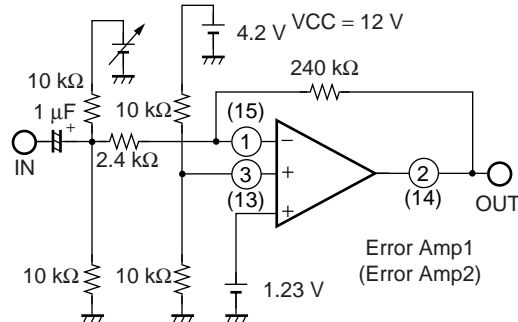 4.2 V VCC = 12 V
10 kΩ
240 kΩ
1 μF
+
10 kΩ
(15)
1
−
IN
2.4 kΩ
3
+
2
(13)
+
(14)
OUT
Error Amp1
(Error Amp2)
10 kΩ
10 kΩ
1.23 V